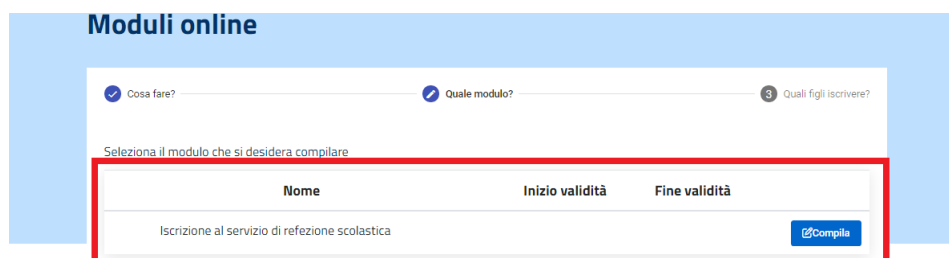 Moduli online
Cosa fare? Quale modulo? 3 Quali figli iscrivere?
Seleziona il modulo che si desidera compilare
Nome Inizio validità Fine validità
Iscrizione al servizio di refezione scolastica Compila